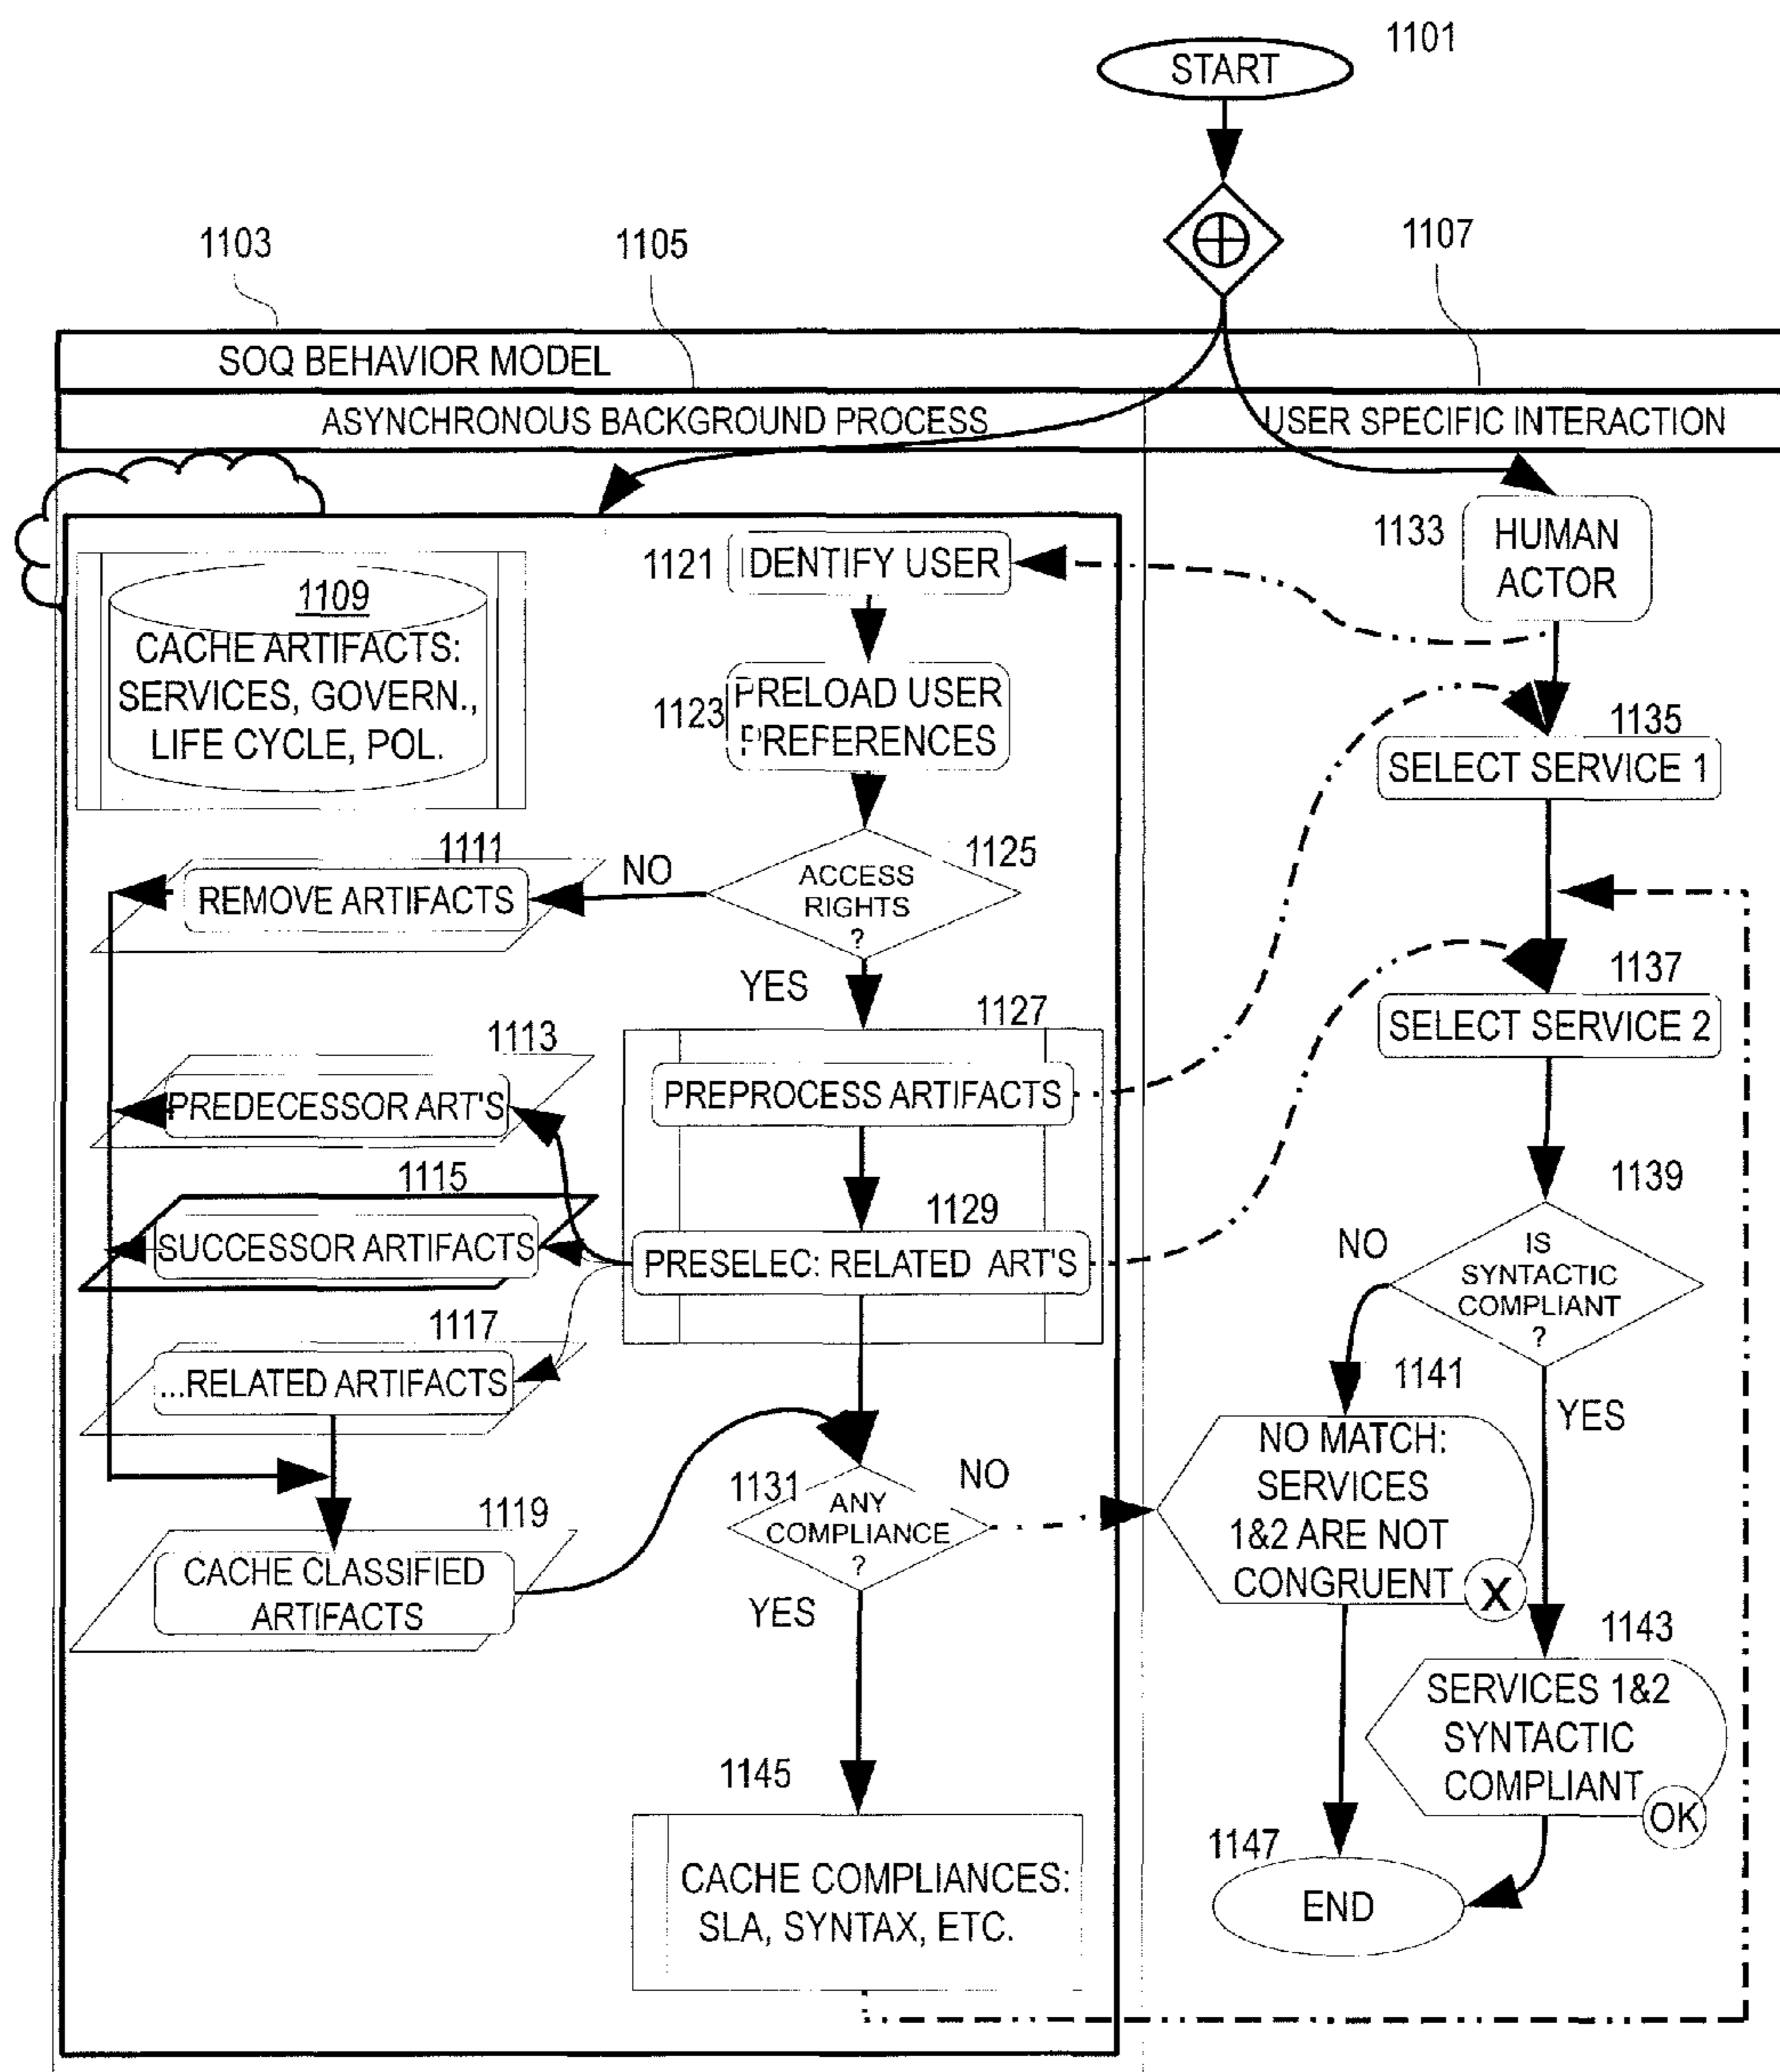 1101
START
1103
1105
1107
SOQ BEHAVIOR MODEL
ASYNCHRONOUS BACKGROUND PROCESS
USER SPECIFIC INTERACTION
1109
CACHE ARTIFACTS:
SERVICES, GOVERN.,
LIFE CYCLE, POL.
1121
IDENTIFY USER
1133
HUMAN
ACTOR
1123
PRELOAD USER
PREFERENCES
1135
SELECT SERVICE 1
1111
REMOVE ARTIFACTS
NO
1125
ACCESS
RIGHTS
?
YES
1137
SELECT SERVICE 2
1127
PREPROCESS ARTIFACTS
1113
PREDECESSOR ART'S
1115
SUCCESSOR ARTIFACTS
1129
PRESELEC: RELATED ART'S
1139
NO
IS
SYNTACTIC
COMPLIANT
?
YES
1117
...RELATED ARTIFACTS
1141
NO MATCH:
SERVICES
1&2 ARE NOT
CONGRUENT
X
1131
ANY
COMPLIANCE
?
NO
YES
1119
CACHE CLASSIFIED
ARTIFACTS
1143
SERVICES 1&2
SYNTACTIC
COMPLIANT
OK
1145
CACHE COMPLIANCES:
SLA, SYNTAX, ETC.
1147
END